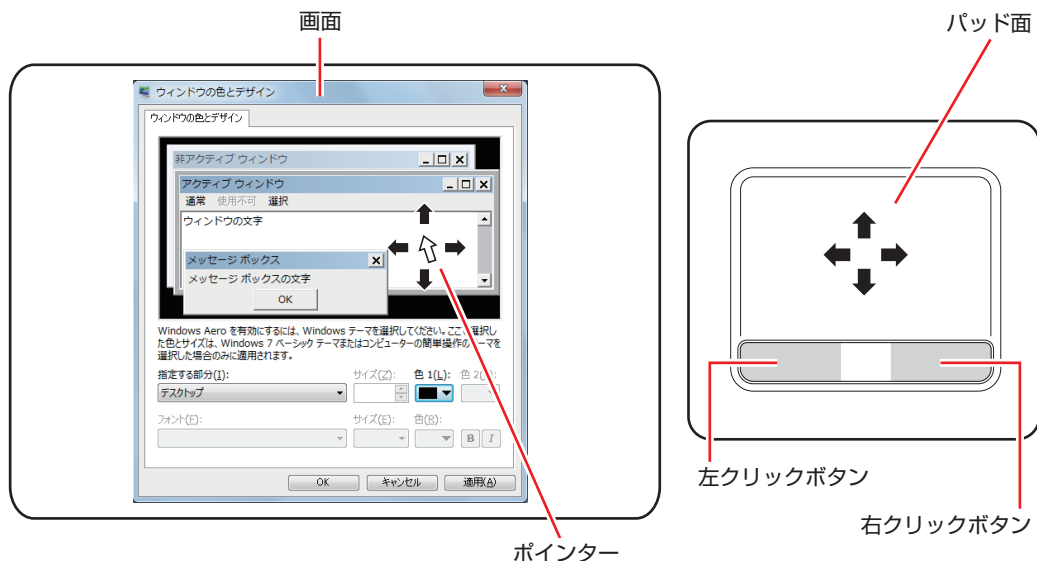 画面
パッド面
ウィンドウの色とデザイン
ウィンドウの色とデザイン
非アクティブ ウィンドウ
アクティブ ウィンドウ
通常 使用不可 選択
ウィンドウの文字
メッセージ ボックス
メッセージ ボックスの文字
OK
Windows Aero を有効にするには、Windows テーマを選択してください。ここで選択し
た色とサイズは、Windows 7 ベーシック テーマまたはコンピューターの簡単操作のテーマを
選択した場合のみに適用されます。
指定する部分(I): サイズ(Z): 色 1(L): 色 2(
デスクトップ
フォント(F): サイズ(E): 色(R):
B I
OK キャンセル 適用(A)
左クリックボタン
右クリックボタン
ポインター